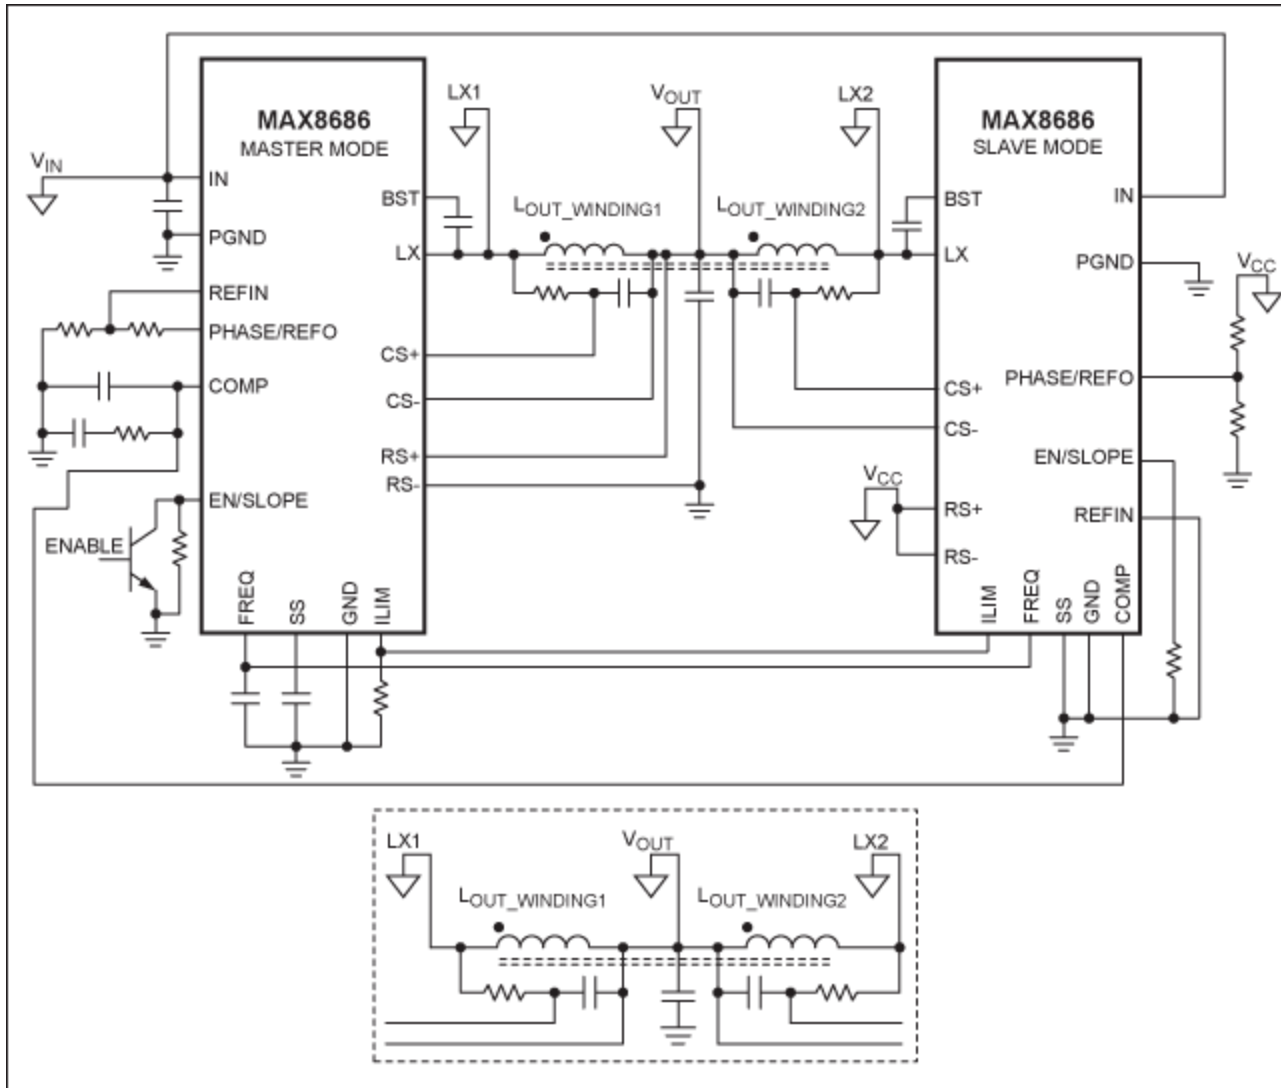 LX1
VOUT
LX2
MAX8686
MASTER MODE
MAX8686
SLAVE MODE
VIN
IN
BST
LOUT_WINDING1
LOUT_WINDING2
BST
IN
PGND
LX
LX
PGND
VCC
REFIN
PHASE/REFO
CS+
CS-
COMP
CS+
CS-
PHASE/REFO
RS+
RS-
VCC
RS+
RS-
EN/SLOPE
REFIN
EN/SLOPE
ENABLE
FREQ
SS
GND
ILIM
ILIM
FREQ
SS
GND
COMP
LX1
VOUT
LX2
LOUT_WINDING1
LOUT_WINDING2